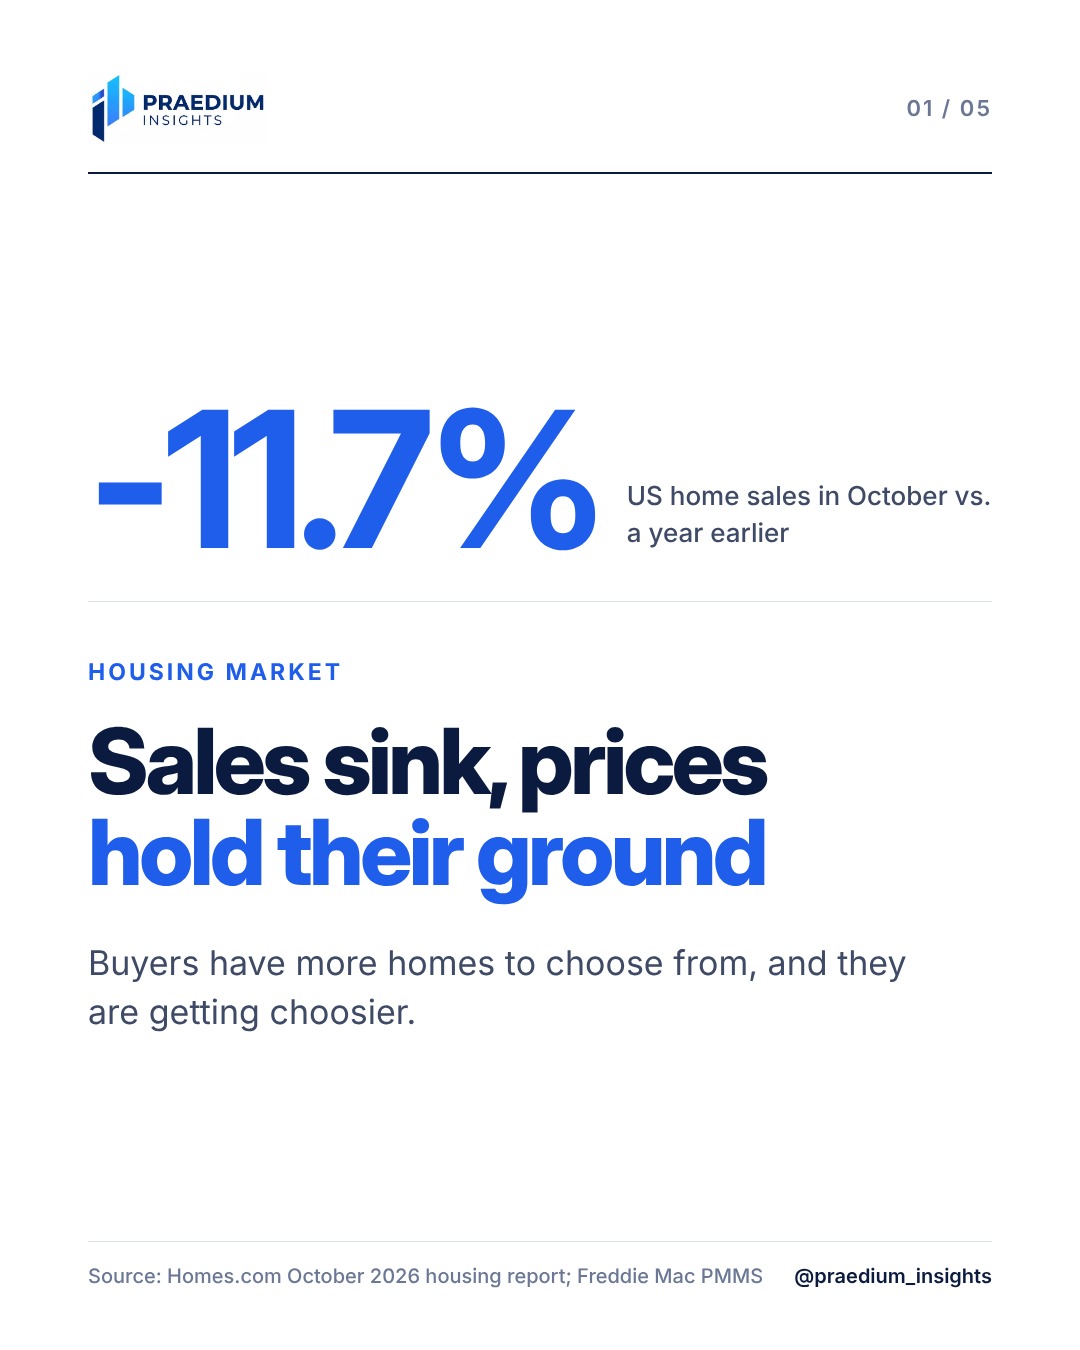 PRAEDIUM
INSIGHTS
01 / 05
-11.7%
US home sales in October vs.
a year earlier
HOUSING MARKET
Sales sink, prices
hold their ground
Buyers have more homes to choose from, and they
are getting choosier.
Source: Homes.com October 2026 housing report; Freddie Mac PMMS
@praedium_insights